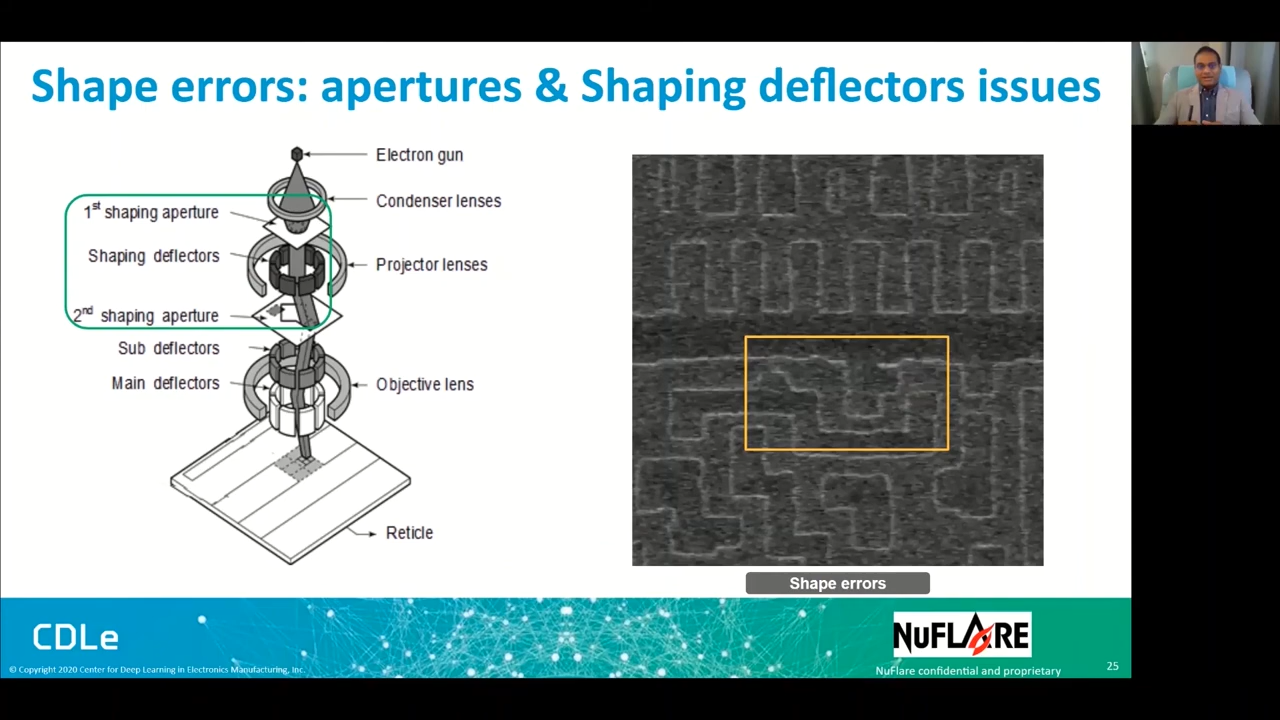 Shape errors: apertures & Shaping deflectors issues
Electron gun
Condenser lenses
1st shaping aperture
Shaping deflectors
Projector lenses
2nd shaping aperture
Sub deflectors
Main deflectors
Objective lens
Reticle
Shape errors
CDLe
NUFLARE
© Copyright 2020 Center for Deep Learning in Electronics Manufacturing, Inc.
NuFlare confidential and proprietary
25